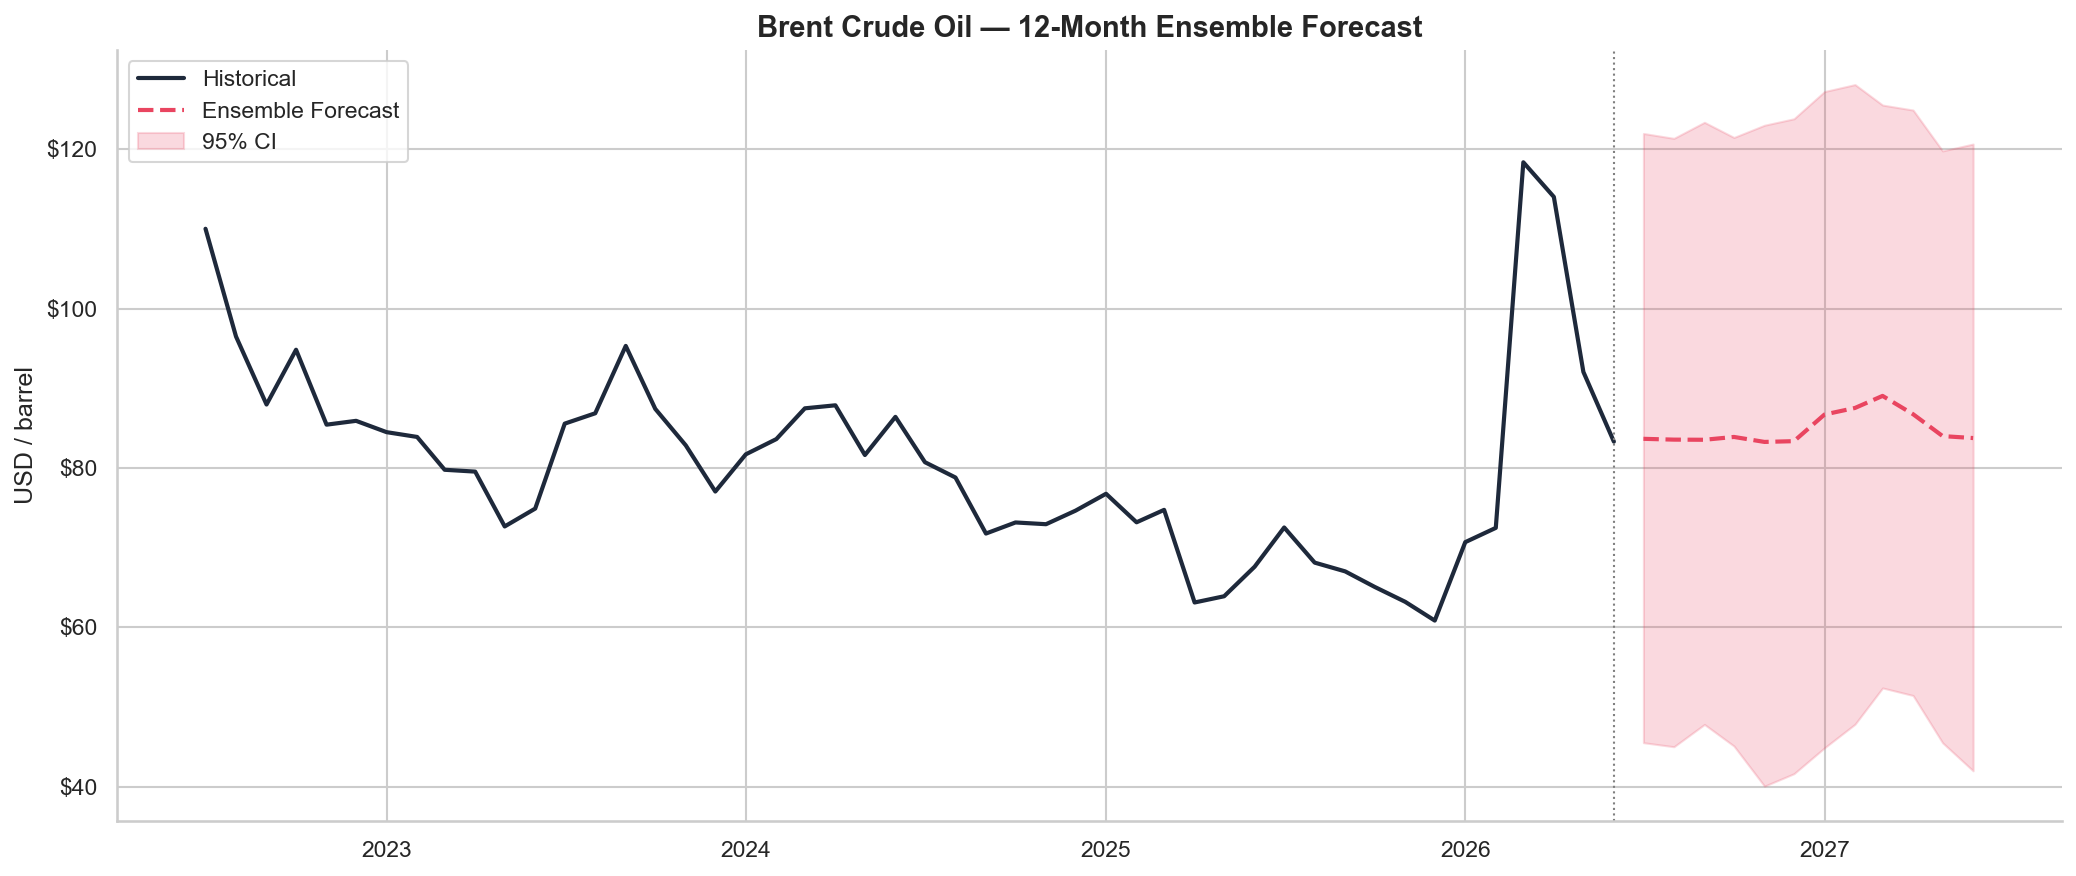 Brent Crude Oil — 12-Month Ensemble Forecast
Historical
Ensemble Forecast
95% CI
USD / barrel
$120
$100
$80
$60
$40
2023
2024
2025
2026
2027